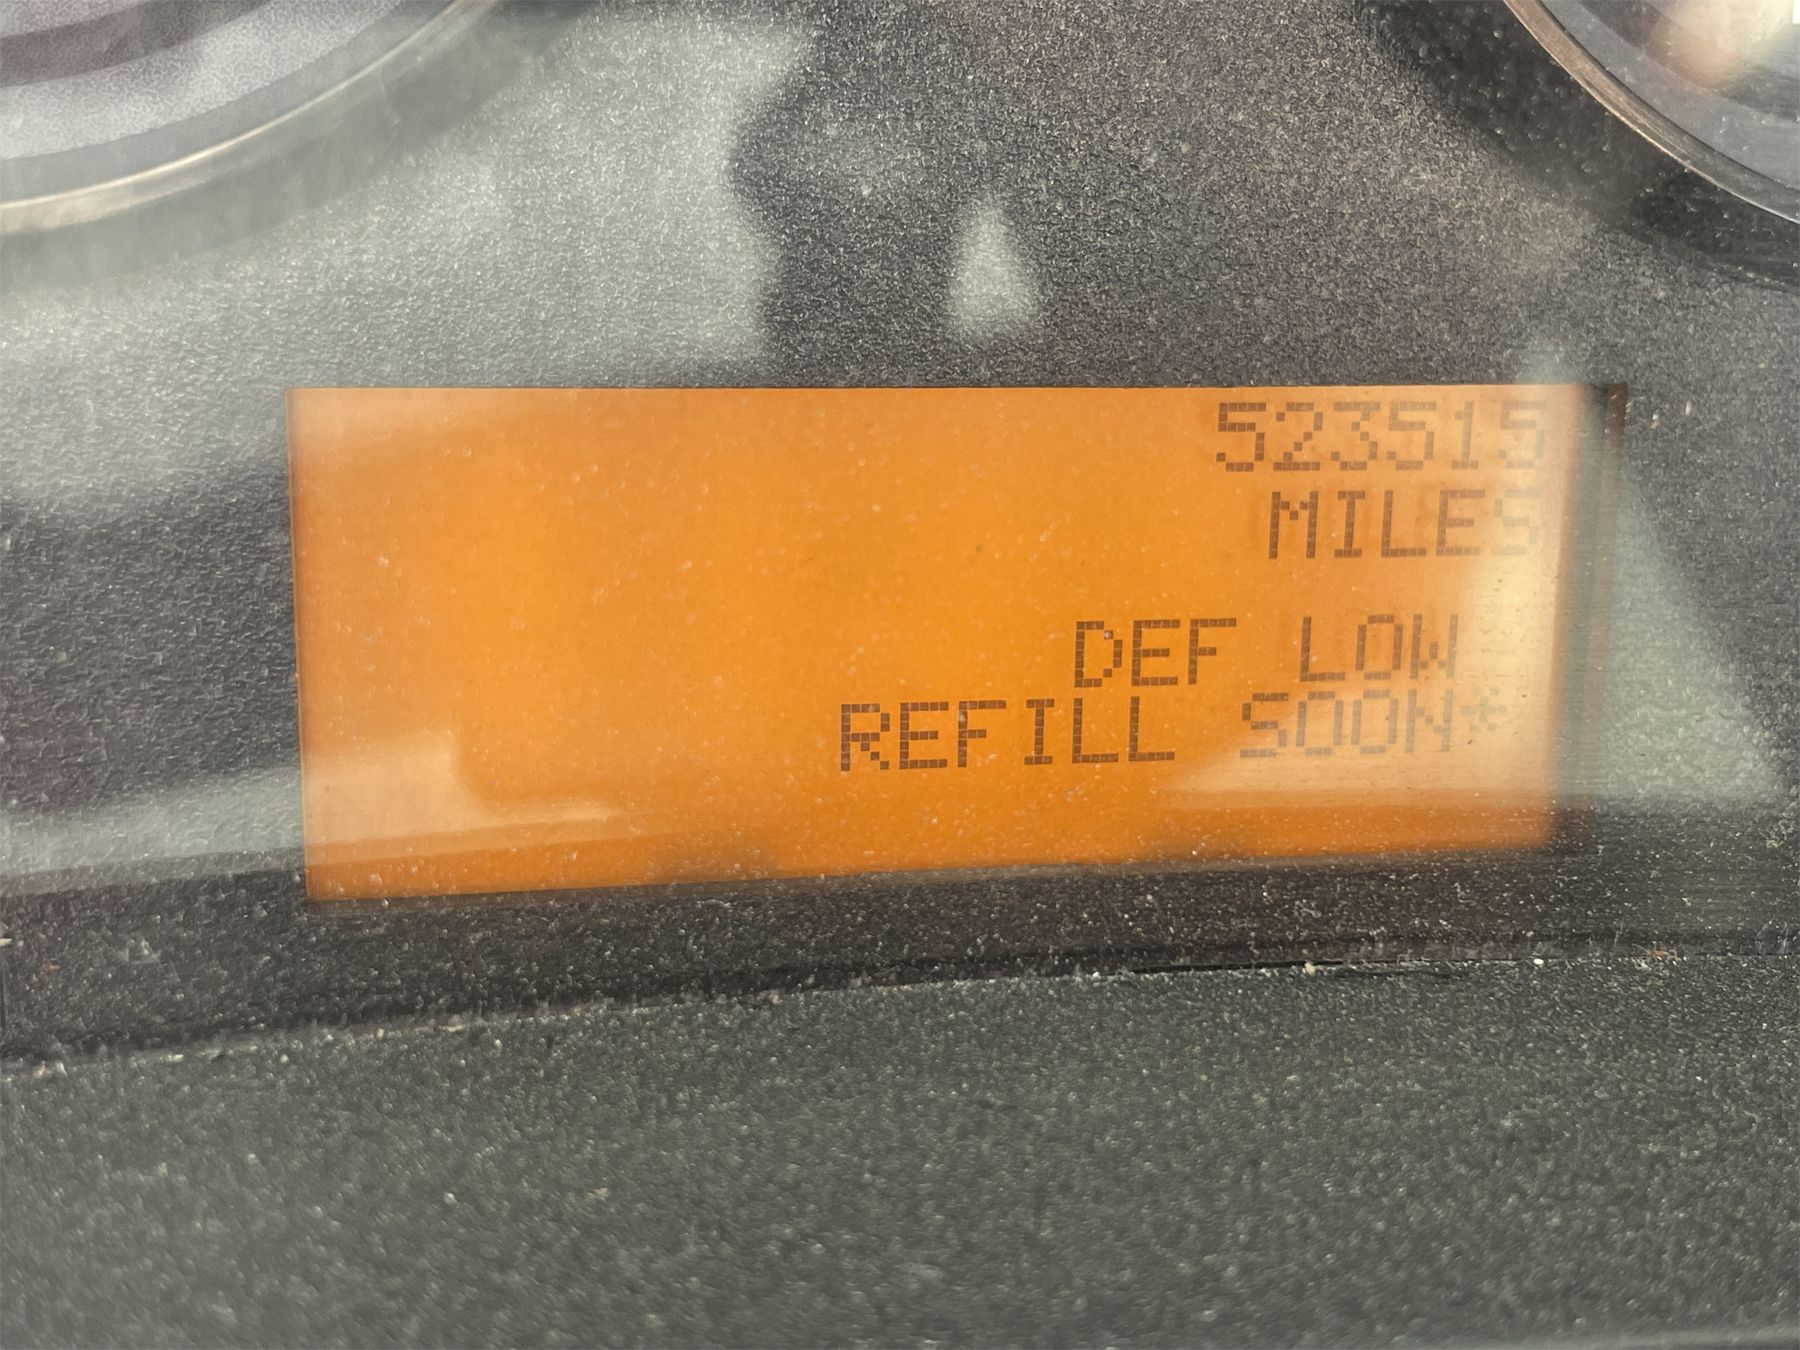 523515
MILES
DEF LOW
REFILL SOON*